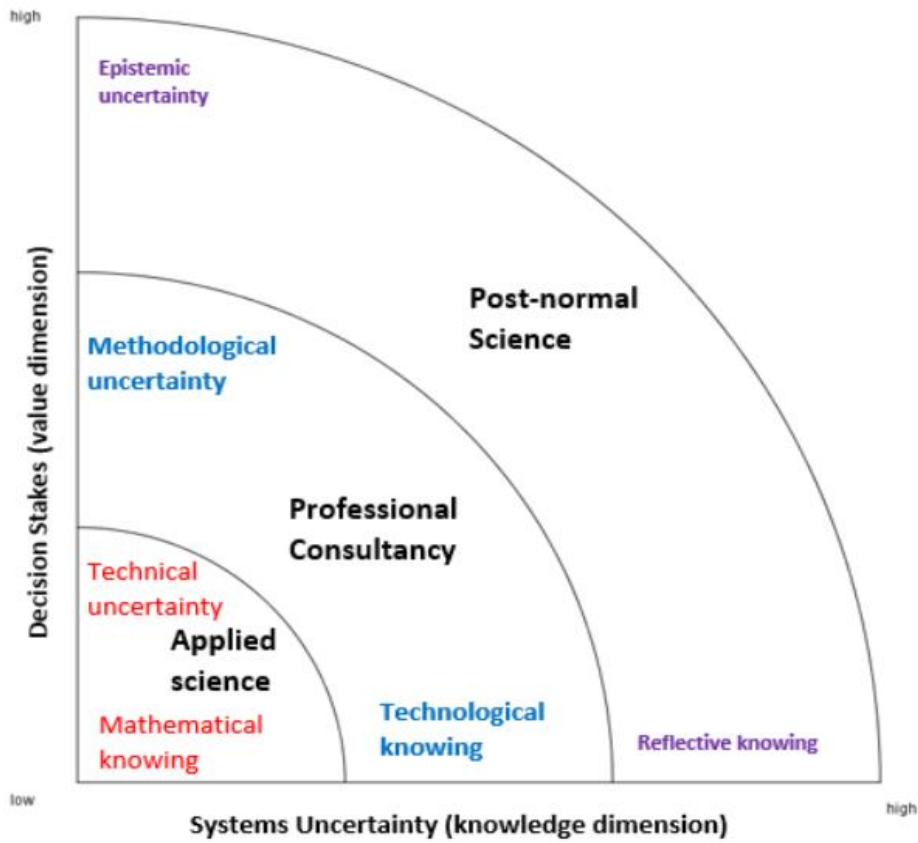 high
Epistemic
uncertainty
Post-normal
Science
Methodological
uncertainty
Professional
Consultancy
Technical
uncertainty
Applied
science
Mathematical
knowing
Technological
knowing
Reflective knowing
Decision Stakes (value dimension)
low
high
Systems Uncertainty (knowledge dimension)